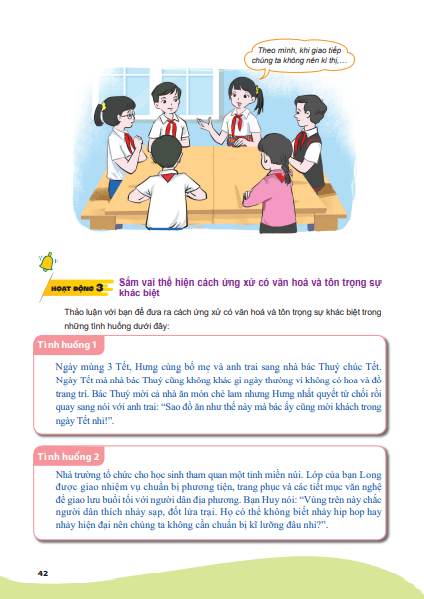 Theo mình, khi giao tiếp
chúng ta không nên kì thị,…
HOẠT ĐỘNG 3
Sắm vai thể hiện cách ứng xử có văn hoá và tôn trọng sự
khác biệt
Thảo luận với bạn để đưa ra cách ứng xử có văn hoá và tôn trọng sự khác biệt trong
những tình huống dưới đây:
Tình huống 1
Ngày mùng 3 Tết, Hưng cùng bố mẹ và anh trai sang nhà bác Thuý chúc Tết.
Ngày Tết mà nhà bác Thuý cũng không khác gì ngày thường vì không có hoa và đồ
trang trí. Bác Thuý mời cả nhà ăn món chè lam nhưng Hưng nhất quyết từ chối rồi
quay sang nói với anh trai: “Sao đồ ăn như thế này mà bác ấy cũng mời khách trong
ngày Tết nhỉ!”.
Tình huống 2
Nhà trường tổ chức cho học sinh tham quan một tỉnh miền núi. Lớp của bạn Long
được giao nhiệm vụ chuẩn bị phương tiện, trang phục và các tiết mục văn nghệ
để giao lưu buổi tối với người dân địa phương. Bạn Huy nói: “Vùng trên này chắc
người dân thích nhảy sạp, đốt lửa trại. Họ có thể không biết nhảy híp hop hay
nhảy hiện đại nên chúng ta không cần chuẩn bị kĩ lưỡng đâu nhỉ?”.
42